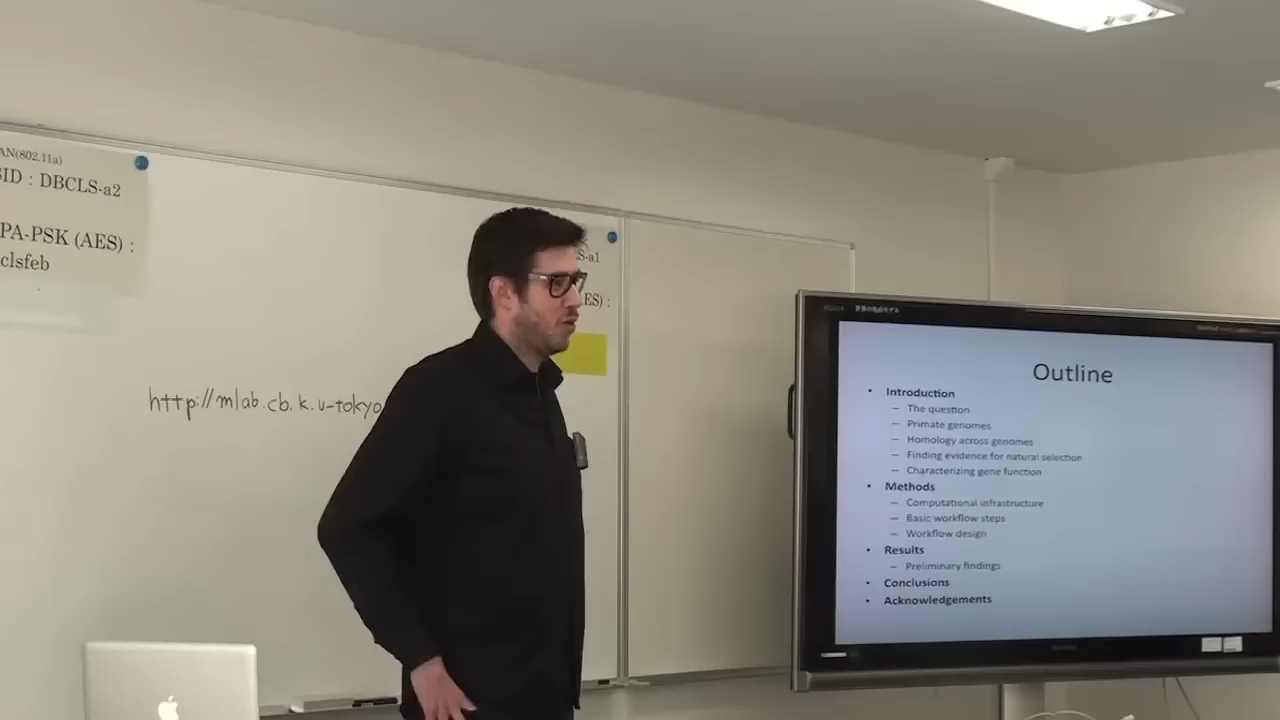 AN(802.11a)
SID : DBCLS-a2
PA-PSK (AES) :
clsfeb
S-a1
ES) :
http://mlab.cb.k.u-tokyo
Outline
• Introduction
– The question
– Primate genomes
– Homology across genomes
– Finding evidence for natural selection
– Characterizing gene function
• Methods
– Computational infrastructure
– Basic workflow steps
– Workflow design
• Results
– Preliminary findings
• Conclusions
• Acknowledgements